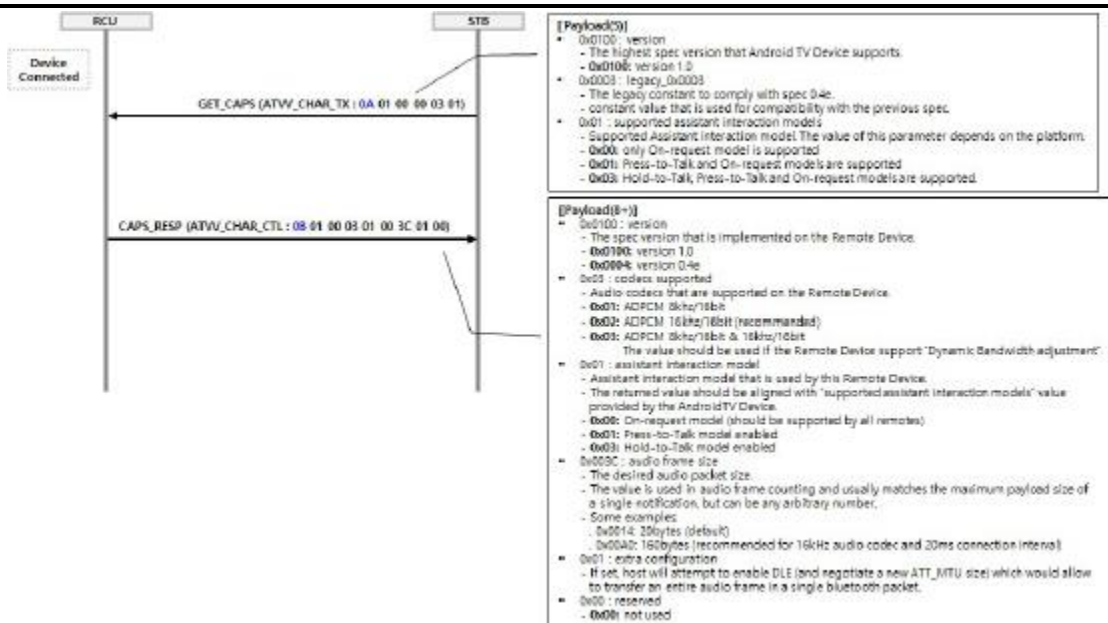 RCU
STB
Device
Connected
GET_CAPS (ATVV_CHAR_TX : 0A 01 00 00 03 01)
CAPS_RESP (ATVV_CHAR_CTL : 0B 01 00 03 01 00 3C 01 00)
[Payload(5)]
• 0x0100 : version
- The highest spec version that Android TV Device supports.
- 0x0100: version 1.0
• 0x0003 : legacy_0x0003
- The legacy constant to comply with spec 0.4e.
- constant value that is used for compatibility with the previous spec.
• 0x01 : supported assistant interaction models
- Supported Assistant interaction model. The value of this parameter depends on the platform.
- 0x00: only On-request model is supported
- 0x01: Press-to-Talk and On-request models are supported
- 0x03: Hold-to-Talk, Press-to-Talk and On-request models are supported.
[Payload(8+)]
• 0x0100 : version
- The spec version that is implemented on the Remote Device.
- 0x0100: version 1.0
- 0x0004: version 0.4e
• 0x03 : codecs supported
- Audio codecs that are supported on the Remote Device.
- 0x01: ADPCM 8khz/16bit
- 0x02: ADPCM 16khz/16bit (recommended)
- 0x03: ADPCM 8khz/16bit & 16khz/16bit
The value should be used if the Remote Device support "Dynamic Bandwidth adjustment"
• 0x01 : assistant interaction model
- Assistant interaction model that is used by this Remote Device.
- The returned value should be aligned with "supported assistant interaction models" value
provided by the AndroidTV Device.
- 0x00: On-request model (should be supported by all remotes)
- 0x01: Press-to-Talk model enabled
- 0x03: Hold-to-Talk model enabled
• 0x003C : audio frame size
- The desired audio packet size.
- The value is used in audio frame counting and usually matches the maximum payload size of
a single notification, but can be any arbitrary number.
- Some examples
. 0x0014: 20bytes (default)
. 0x00A0: 160bytes (recommended for 16kHz audio codec and 20ms connection interval)
• 0x01 : extra configuration
- If set, host will attempt to enable DLE (and negotiate a new ATT_MTU size) which would allow
to transfer an entire audio frame in a single bluetooth packet.
• 0x00 : reserved
- 0x00: not used